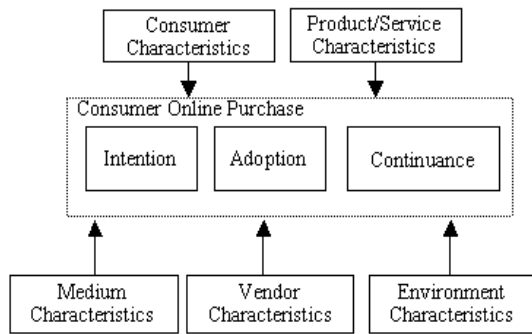 Consumer
Characteristics
Product/Service
Characteristics
Consumer Online Purchase
Intention
Adoption
Continuance
Medium
Characteristics
Vendor
Characteristics
Environment
Characteristics